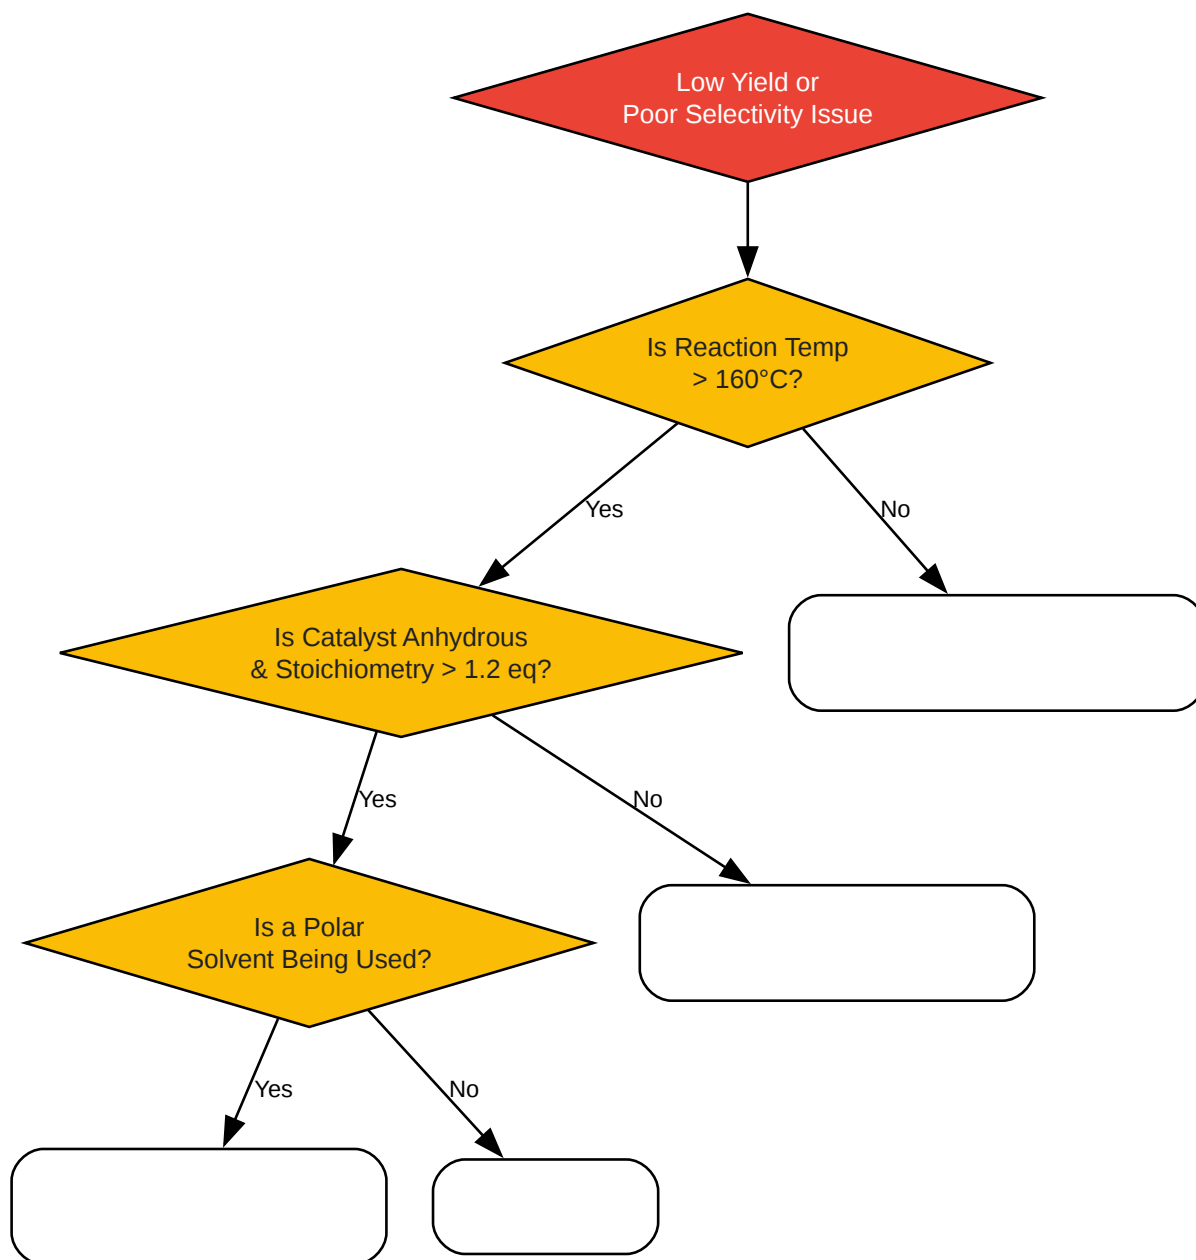 Low Yield or
Poor Selectivity Issue
Is Reaction Temp
> 160°C?
Yes
No
Is Catalyst Anhydrous
& Stoichiometry > 1.2 eq?
Yes
No
Is a Polar
Solvent Being Used?
Yes
No